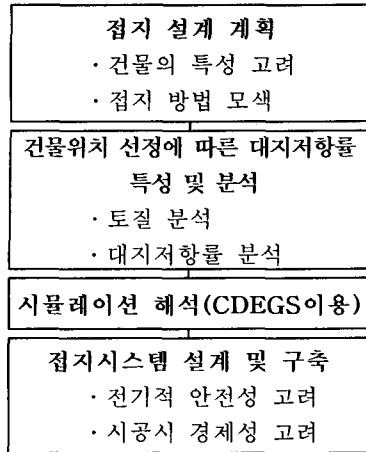 접지 설계 계획
· 건물의 특성 고려
· 접지 방법 모색
건물위치 선정에 따른 대지저항률
특성 및 분석
· 토질 분석
· 대지저항률 분석
시뮬레이션 해석(CDEGS이용)
접지시스템 설계 및 구축
· 전기적 안전성 고려
· 시공시 경제성 고려